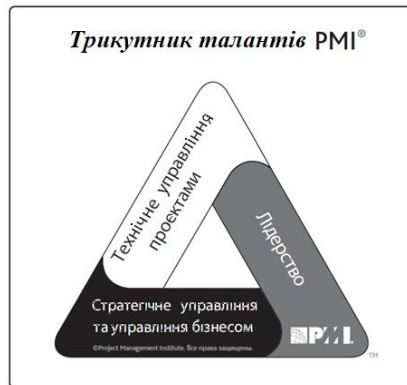 Трикутник талантів PMI®
Технічне управління
проєктами
Лідерство
Стратегічне управління
та управління бізнесом
©Project Management Institute. Все права защищены.
PMI
TM